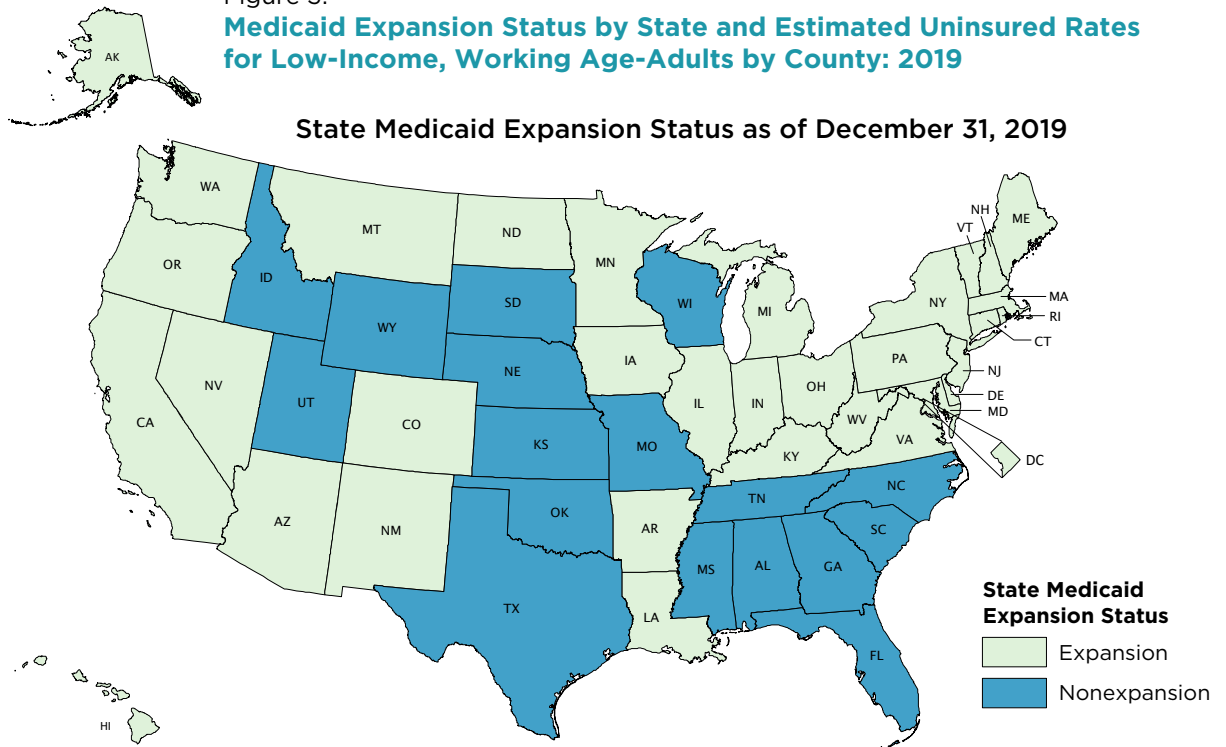 Figure 3.
Medicaid Expansion Status by State and Estimated Uninsured Rates
for Low-Income, Working Age-Adults by County: 2019
State Medicaid Expansion Status as of December 31, 2019
AK
WA
MT
ND
MN
NH
VT
ME
OR
ID
SD
WI
MI
NY
MA
RI
CT
WY
NE
IA
PA
NJ
NV
UT
CO
IL
IN
OH
DE
MD
CA
KS
MO
WV
VA
KY
DC
AZ
NM
OK
AR
TN
NC
SC
MS
AL
GA
TX
LA
FL
HI
State Medicaid
Expansion Status
Expansion
Nonexpansion